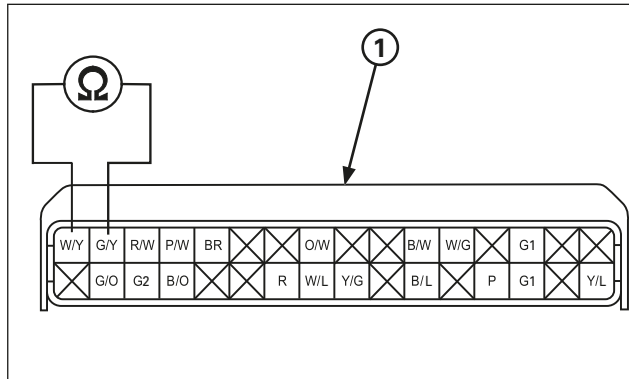 1
Ω
W/Y G/Y R/W P/W BR O/W B/W W/G G1
G/O G2 B/O R W/L Y/G B/L P G1 Y/L